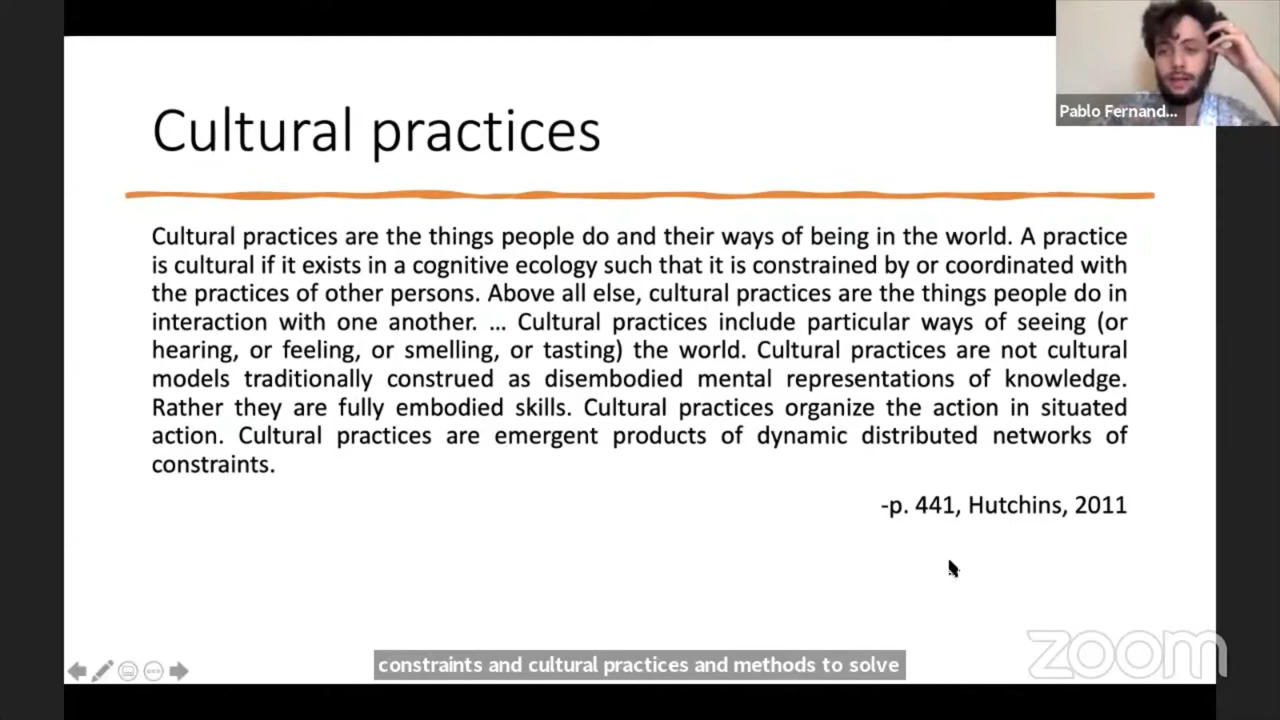 Pablo Fernand...
Cultural practices
Cultural practices are the things people do and their ways of being in the world. A practice
is cultural if it exists in a cognitive ecology such that it is constrained by or coordinated with
the practices of other persons. Above all else, cultural practices are the things people do in
interaction with one another. ... Cultural practices include particular ways of seeing (or
hearing, or feeling, or smelling, or tasting) the world. Cultural practices are not cultural
models traditionally construed as disembodied mental representations of knowledge.
Rather they are fully embodied skills. Cultural practices organize the action in situated
action. Cultural practices are emergent products of dynamic distributed networks of
constraints.
-p. 441, Hutchins, 2011
constraints and cultural practices and methods to solve
zoom